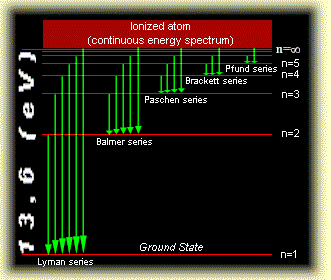 Ionized atom
(continuous energy spectrum)
n=∞
n=5
Pfund series
n=4
Brackett series
n=3
Paschen series
n=2
Balmer series
13,6 (eV)
Ground State
n=1
Lyman series